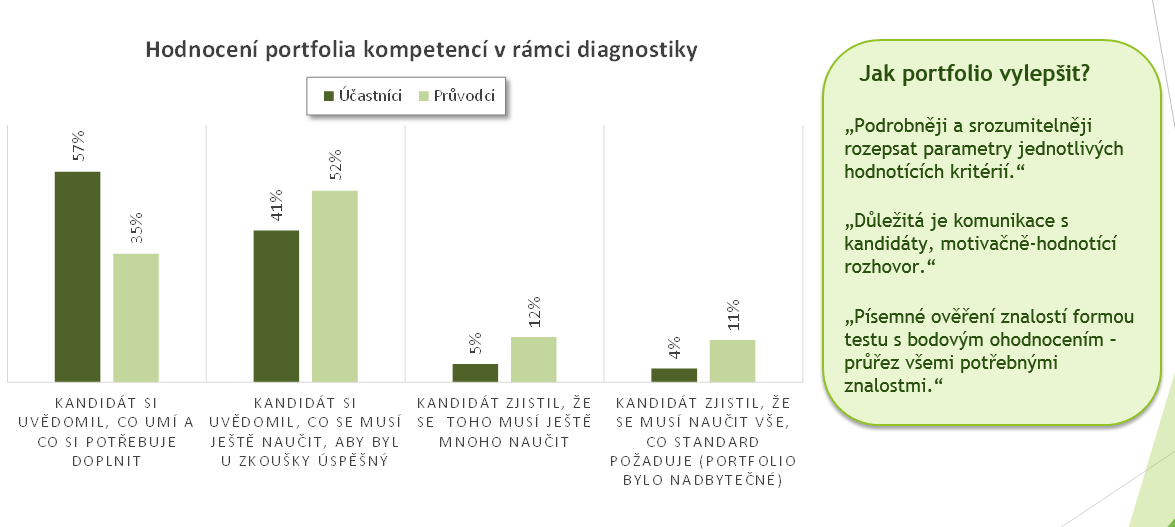 Hodnocení portfolia kompetencí v rámci diagnostiky
Účastníci Průvodci
57%
35%
41%
52%
5%
12%
4%
11%
KANDIDÁT SI
UVĚDOMIL, CO UMÍ A
CO SI POTŘEBUJE
DOPLNIT
KANDIDÁT SI
UVĚDOMIL, CO SE MUSÍ
JEŠTĚ NAUČIT, ABY BYL
U ZKOUŠKY ÚSPĚŠNÝ
KANDIDÁT ZJISTIL, ŽE
SE TOHO MUSÍ JEŠTĚ
MNOHO NAUČIT
KANDIDÁT ZJISTIL, ŽE
SE MUSÍ NAUČIT VŠE,
CO STANDARD
POŽADUJE (PORTFOLIO
BYLO NADBYTEČNÉ)
Jak portfolio vylepšit?
„Podrobněji a srozumitelněji
rozepsat parametry jednotlivých
hodnotících kritérií.“
„Důležitá je komunikace s
kandidáty, motivačně-hodnotící
rozhovor.“
„Písemné ověření znalostí formou
testu s bodovým ohodnocením –
průřez všemi potřebnými
znalostmi.“